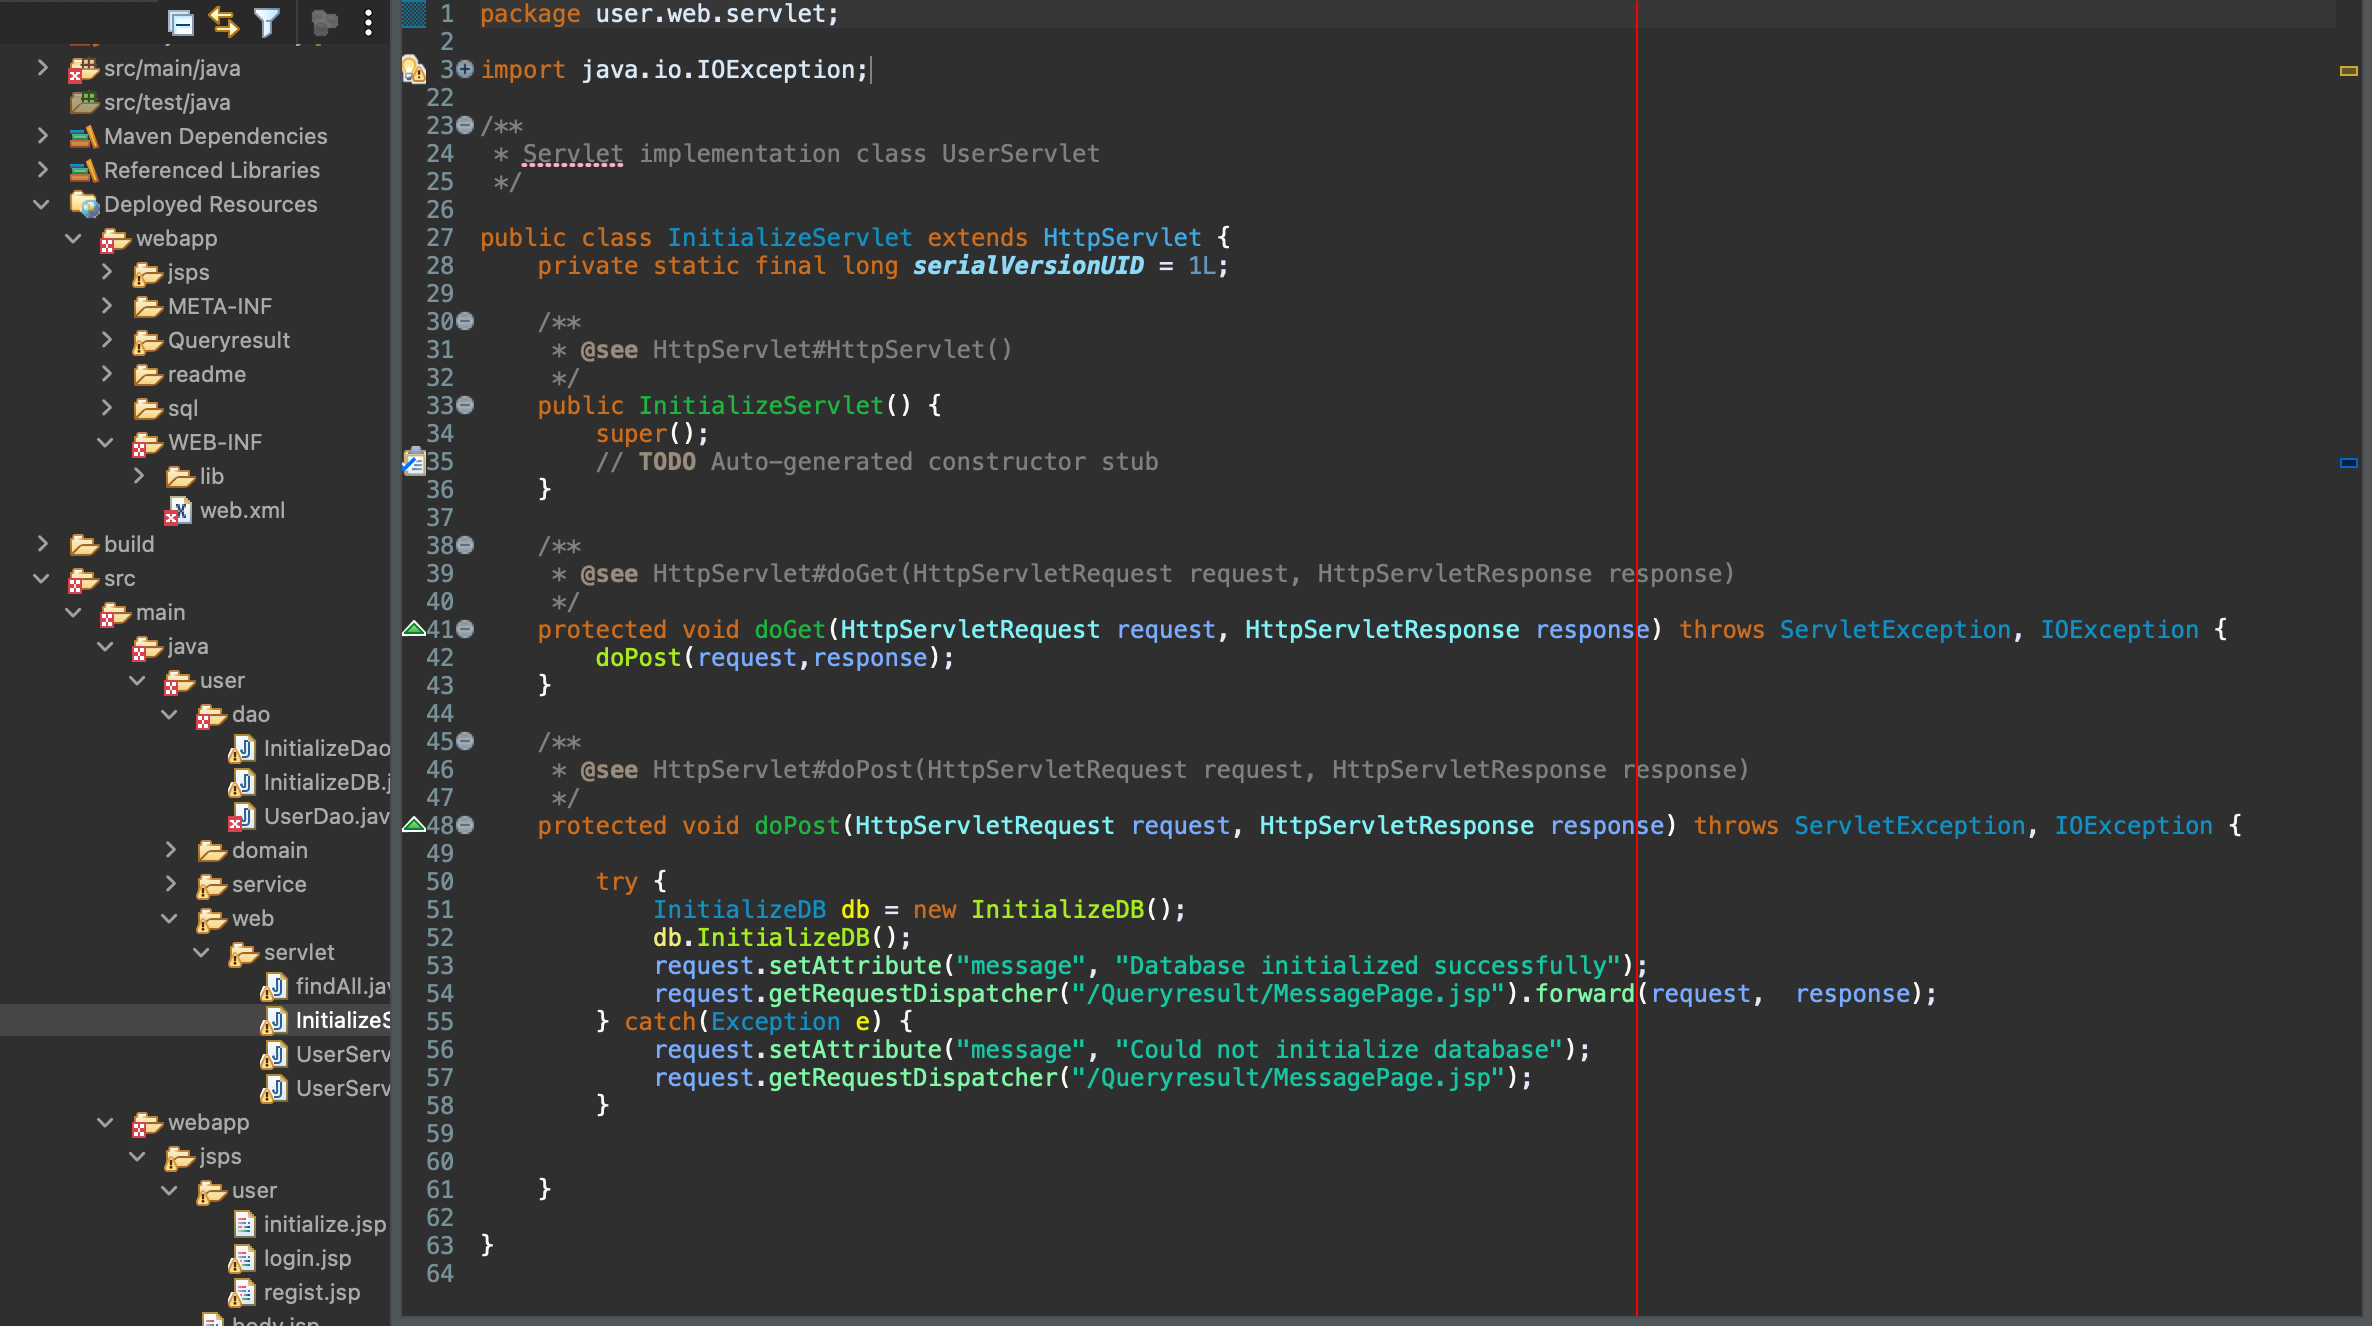 src/main/java
src/test/java
Maven Dependencies
Referenced Libraries
Deployed Resources
webapp
jsps
META-INF
Queryresult
readme
sql
WEB-INF
lib
web.xml
build
src
main
java
user
dao
InitializeDao
InitializeDB.j
UserDao.jav
domain
service
web
servlet
findAll.jav
InitializeS
UserServ
UserServ
webapp
jsps
user
initialize.jsp
login.jsp
regist.jsp
body.jsp
1 package user.web.servlet;
2
3 import java.io.IOException;
22
23 /**
24  * Servlet implementation class UserServlet
25  */
26
27 public class InitializeServlet extends HttpServlet {
28     private static final long serialVersionUID = 1L;
29
30     /**
31      * @see HttpServlet#HttpServlet()
32      */
33     public InitializeServlet() {
34         super();
35         // TODO Auto-generated constructor stub
36     }
37
38     /**
39      * @see HttpServlet#doGet(HttpServletRequest request, HttpServletResponse response)
40      */
41     protected void doGet(HttpServletRequest request, HttpServletResponse response) throws ServletException, IOException {
42         doPost(request,response);
43     }
44
45     /**
46      * @see HttpServlet#doPost(HttpServletRequest request, HttpServletResponse response)
47      */
48     protected void doPost(HttpServletRequest request, HttpServletResponse response) throws ServletException, IOException {
49
50         try {
51             InitializeDB db = new InitializeDB();
52             db.InitializeDB();
53             request.setAttribute("message", "Database initialized successfully");
54             request.getRequestDispatcher("/Queryresult/MessagePage.jsp").forward(request,  response);
55         } catch(Exception e) {
56             request.setAttribute("message", "Could not initialize database");
57             request.getRequestDispatcher("/Queryresult/MessagePage.jsp");
58         }
59
60
61     }
62
63 }
64